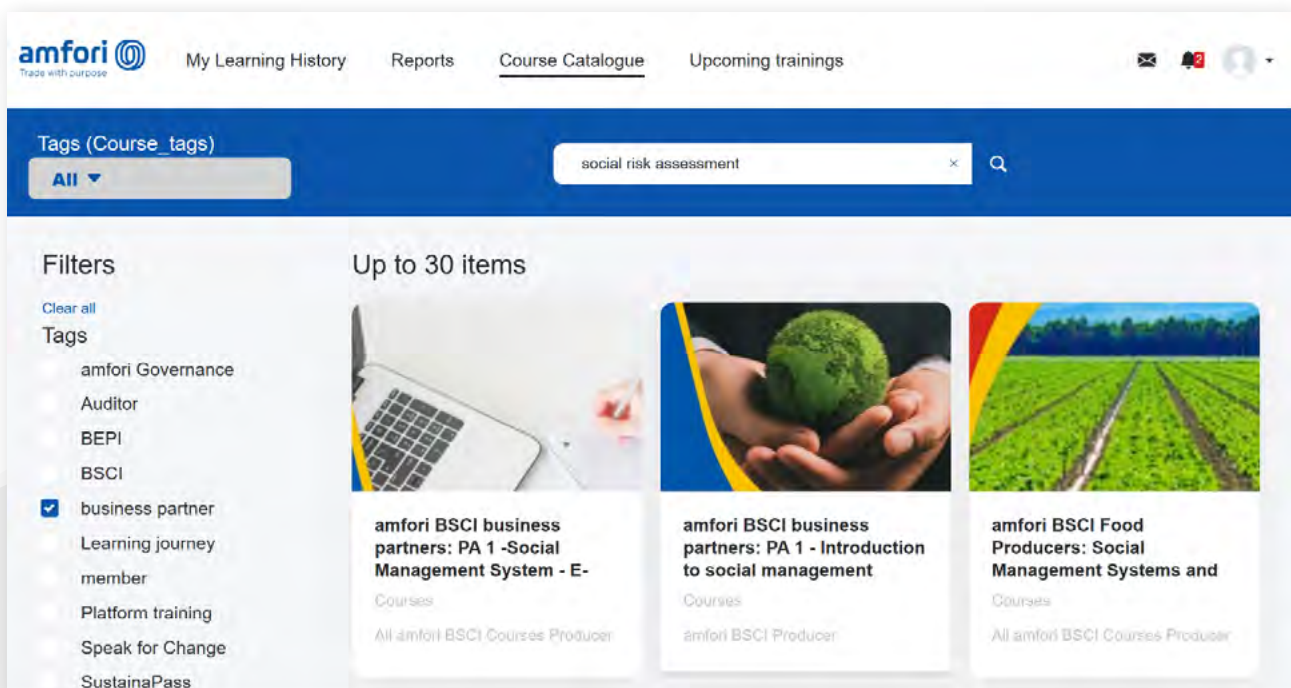 amfori
Trade with purpose
My Learning History
Reports
Course Catalogue
Upcoming trainings
2
Tags (Course_tags)
All
social risk assessment
×
Filters
Clear all
Tags
amfori Governance
Auditor
BEPI
BSCI
business partner
Learning journey
member
Platform training
Speak for Change
SustainaPass
Up to 30 items
amfori BSCI business
partners: PA 1 -Social
Management System - E-
Courses
All amfori BSCI Courses Producer
amfori BSCI business
partners: PA 1 - Introduction
to social management
Courses
amfori BSCI Producer
amfori BSCI Food
Producers: Social
Management Systems and
Courses
All amfori BSCI Courses Producer